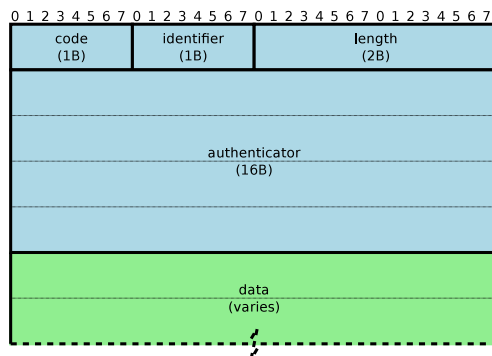 0 1 2 3 4 5 6 7 0 1 2 3 4 5 6 7 0 1 2 3 4 5 6 7 0 1 2 3 4 5 6 7
code identifier length
(1B) (1B) (2B)
authenticator
(16B)
data
(varies)